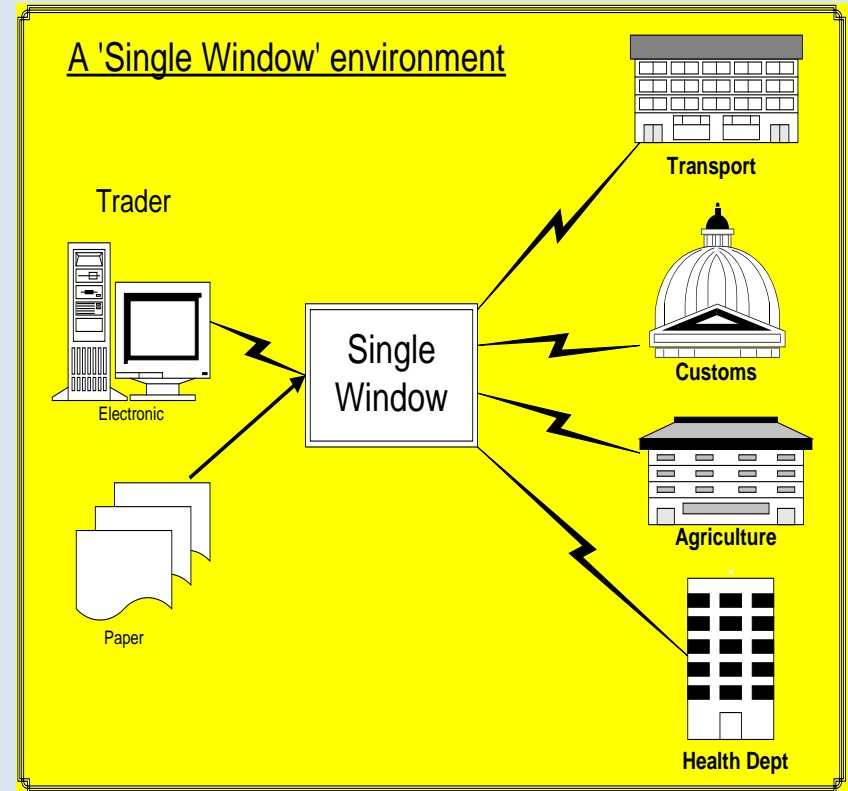 A 'Single Window' environment
Transport
Trader
Customs
Electronic
Single
Window
Agriculture
Paper
Health Dept